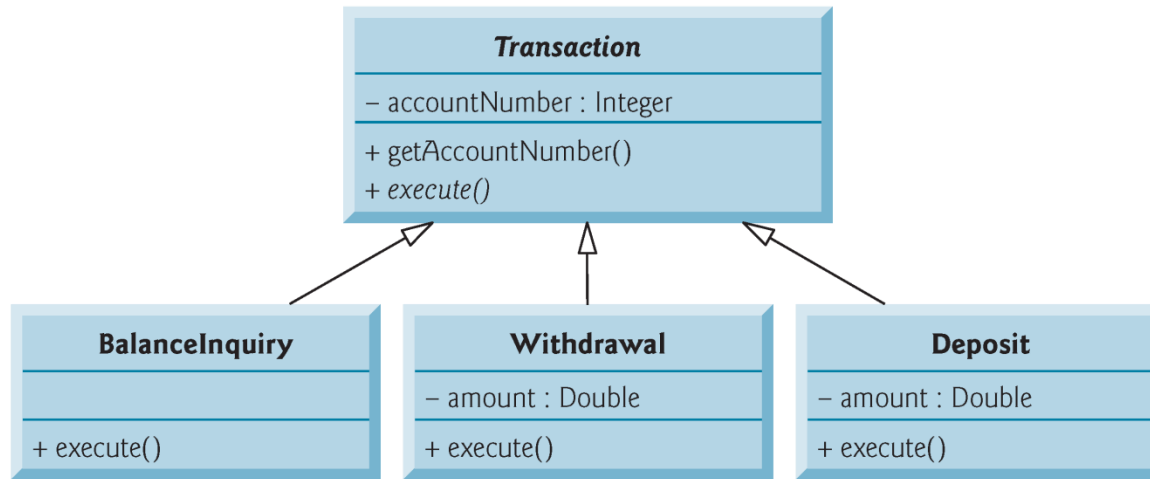 Transaction
– accountNumber : Integer
+ getAccountNumber()
+ execute()
BalanceInquiry
+ execute()
Withdrawal
– amount : Double
+ execute()
Deposit
– amount : Double
+ execute()